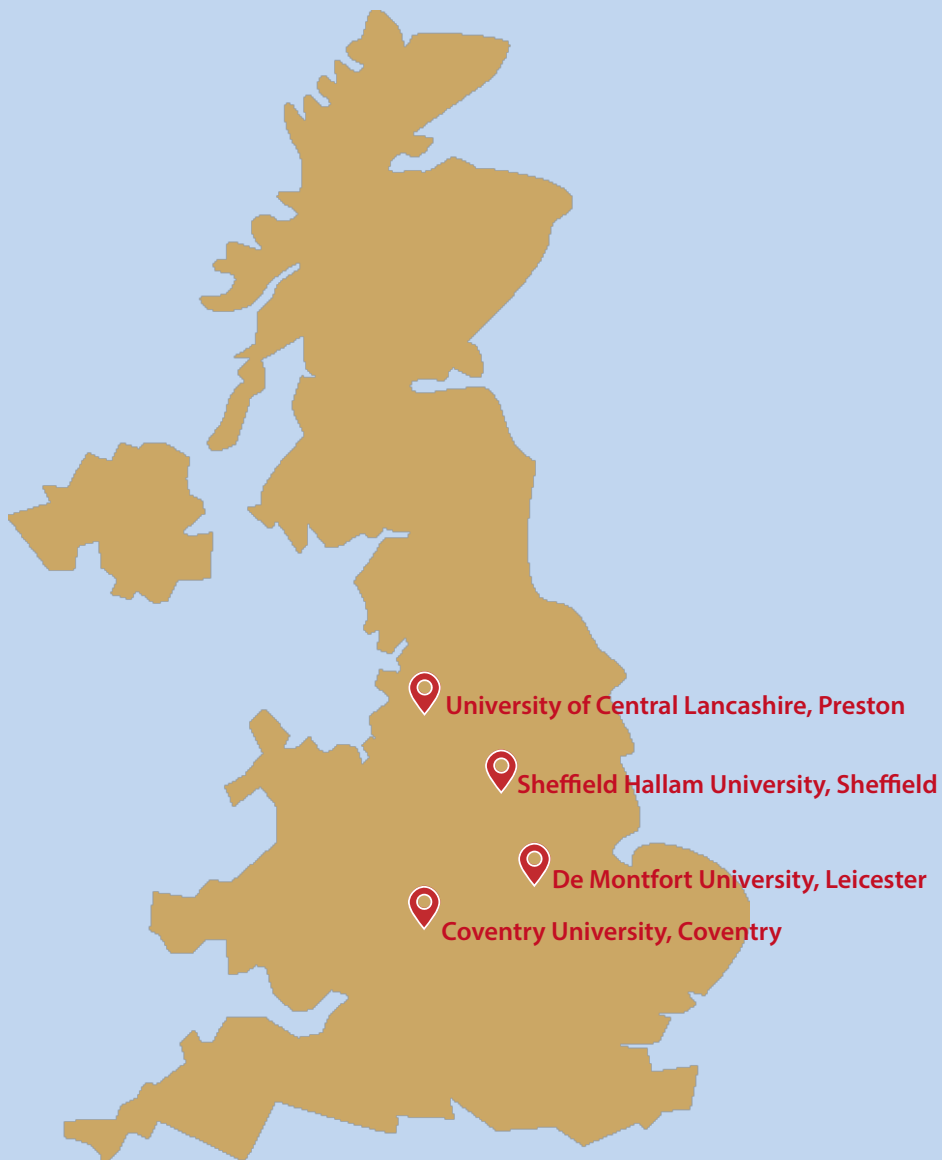 University of Central Lancashire, Preston
Sheffield Hallam University, Sheffield
De Montfort University, Leicester
Coventry University, Coventry